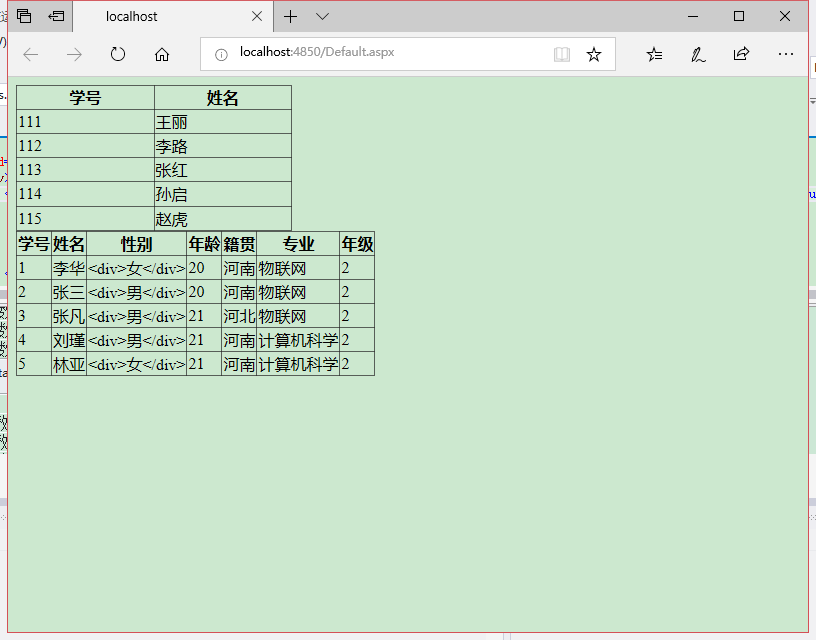 localhost
localhost:4850/Default.aspx
学号 姓名
111 王丽
112 李路
113 张红
114 孙启
115 赵虎
学号 姓名 性别 年龄 籍贯 专业 年级
1 李华 <div>女</div> 20 河南 物联网 2
2 张三 <div>男</div> 20 河南 物联网 2
3 张凡 <div>男</div> 21 河北 物联网 2
4 刘瑾 <div>男</div> 21 河南 计算机科学 2
5 林亚 <div>女</div> 21 河南 计算机科学 2